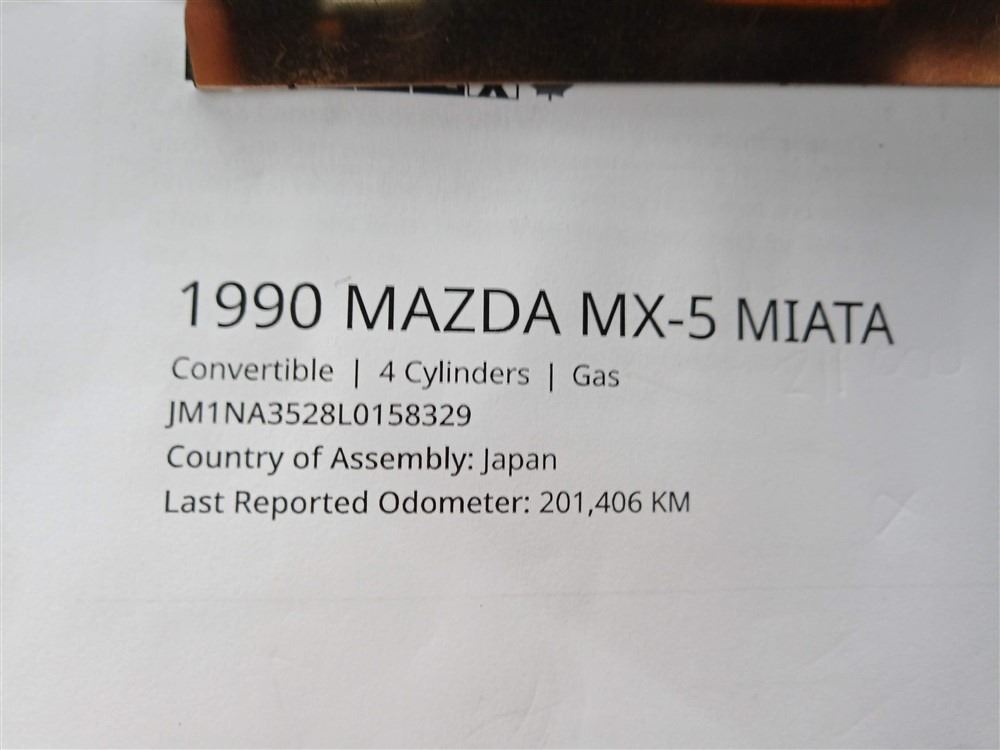 1990 MAZDA MX-5 MIATA
Convertible | 4 Cylinders | Gas
JM1NA3528L0158329
Country of Assembly: Japan
Last Reported Odometer: 201,406 KM